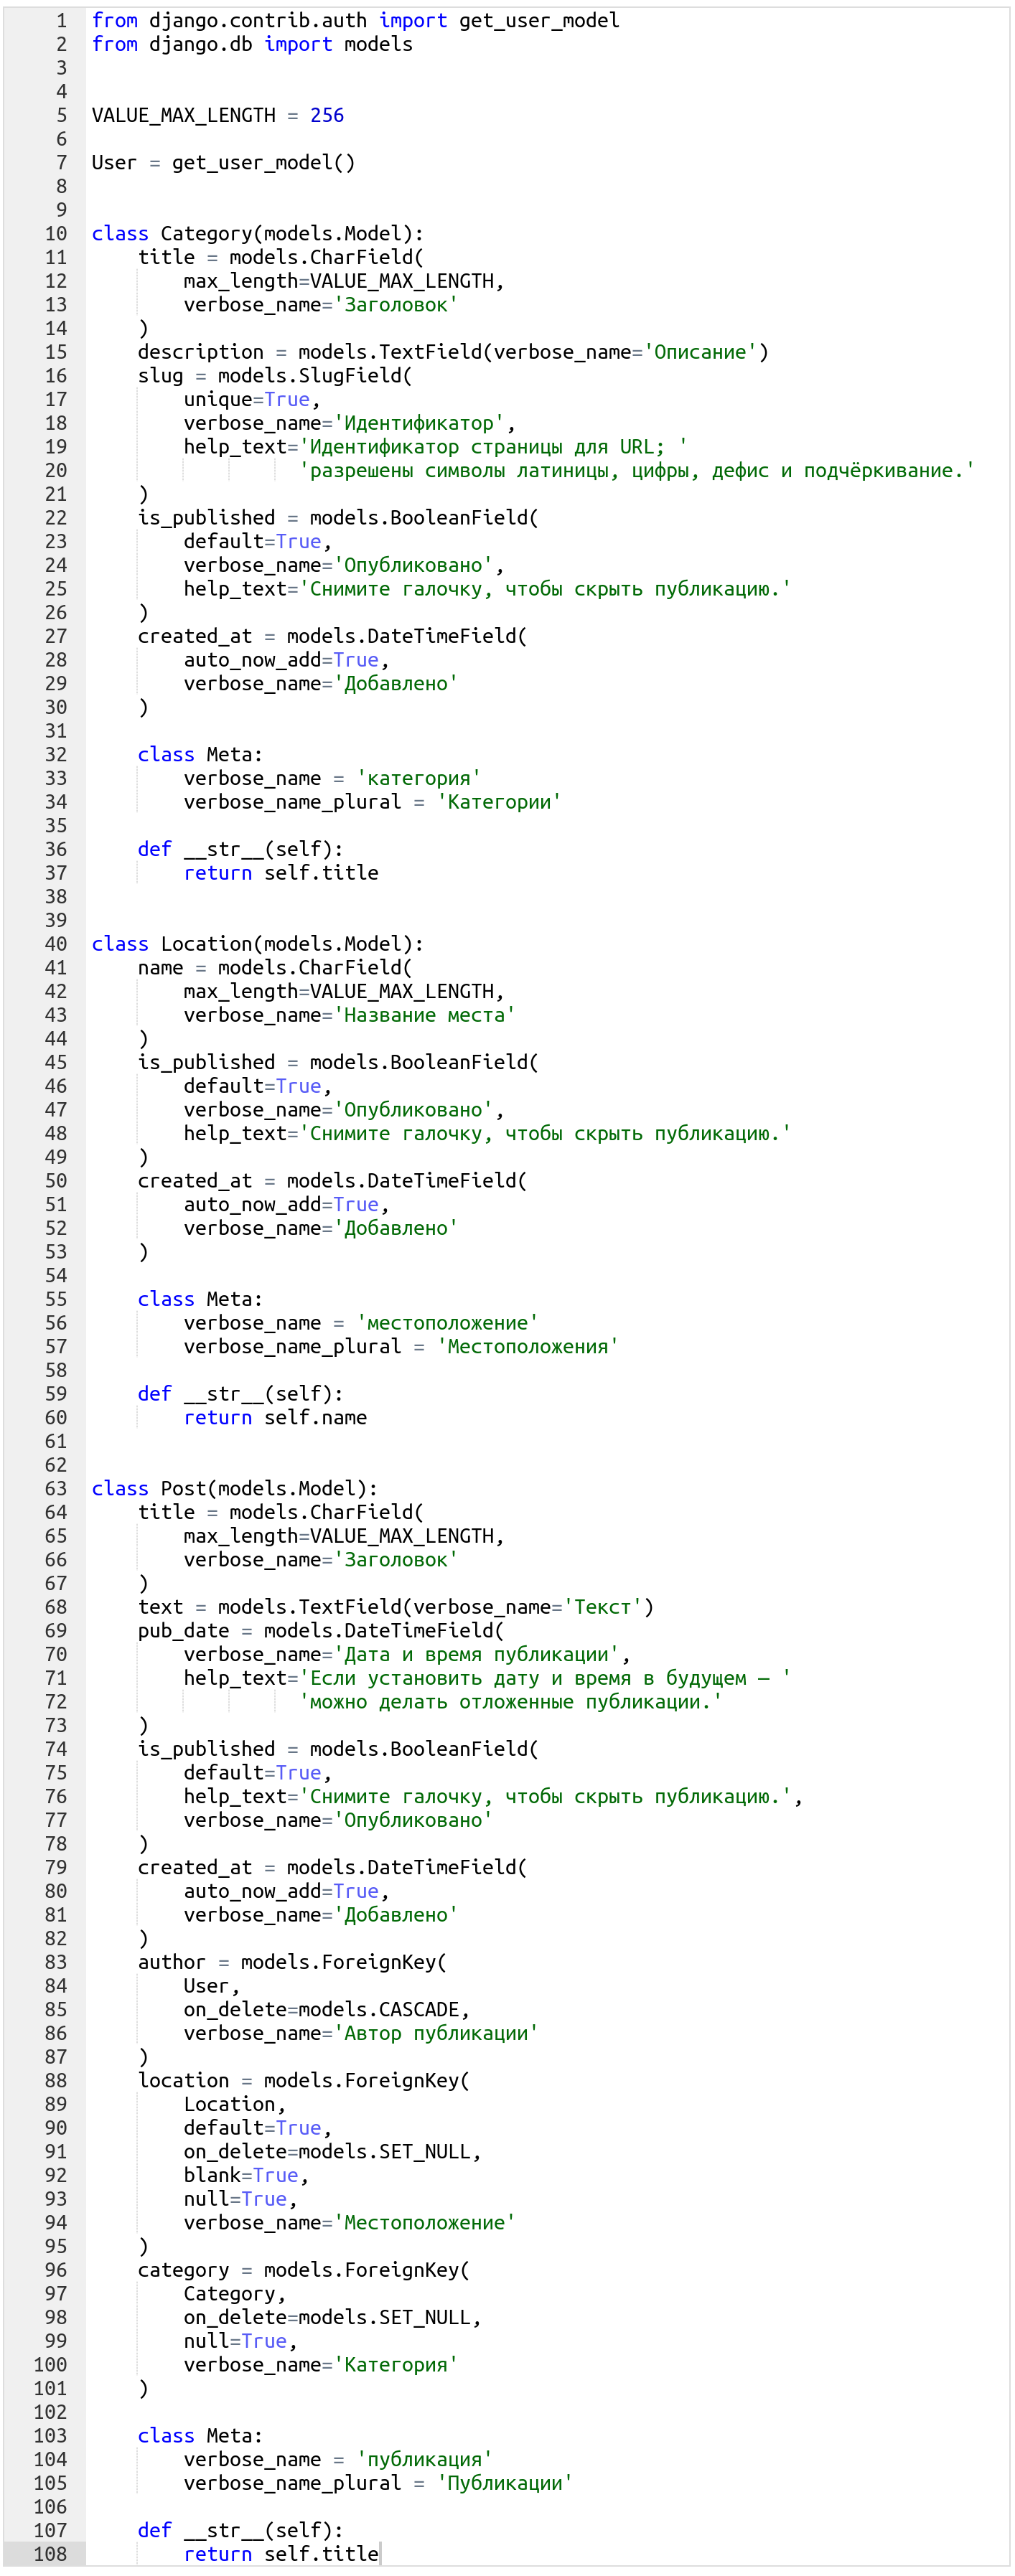 1 from django.contrib.auth import get_user_model
2 from django.db import models
3
4
5 VALUE_MAX_LENGTH = 256
6
7 User = get_user_model()
8
9
10 class Category(models.Model):
11     title = models.CharField(
12         max_length=VALUE_MAX_LENGTH,
13         verbose_name='Заголовок'
14     )
15     description = models.TextField(verbose_name='Описание')
16     slug = models.SlugField(
17         unique=True,
18         verbose_name='Идентификатор',
19         help_text='Идентификатор страницы для URL; '
20                   'разрешены символы латиницы, цифры, дефис и подчёркивание.'
21     )
22     is_published = models.BooleanField(
23         default=True,
24         verbose_name='Опубликовано',
25         help_text='Снимите галочку, чтобы скрыть публикацию.'
26     )
27     created_at = models.DateTimeField(
28         auto_now_add=True,
29         verbose_name='Добавлено'
30     )
31
32     class Meta:
33         verbose_name = 'категория'
34         verbose_name_plural = 'Категории'
35
36     def __str__(self):
37         return self.title
38
39
40 class Location(models.Model):
41     name = models.CharField(
42         max_length=VALUE_MAX_LENGTH,
43         verbose_name='Название места'
44     )
45     is_published = models.BooleanField(
46         default=True,
47         verbose_name='Опубликовано',
48         help_text='Снимите галочку, чтобы скрыть публикацию.'
49     )
50     created_at = models.DateTimeField(
51         auto_now_add=True,
52         verbose_name='Добавлено'
53     )
54
55     class Meta:
56         verbose_name = 'местоположение'
57         verbose_name_plural = 'Местоположения'
58
59     def __str__(self):
60         return self.name
61
62
63 class Post(models.Model):
64     title = models.CharField(
65         max_length=VALUE_MAX_LENGTH,
66         verbose_name='Заголовок'
67     )
68     text = models.TextField(verbose_name='Текст')
69     pub_date = models.DateTimeField(
70         verbose_name='Дата и время публикации',
71         help_text='Если установить дату и время в будущем — '
72                   'можно делать отложенные публикации.'
73     )
74     is_published = models.BooleanField(
75         default=True,
76         help_text='Снимите галочку, чтобы скрыть публикацию.',
77         verbose_name='Опубликовано'
78     )
79     created_at = models.DateTimeField(
80         auto_now_add=True,
81         verbose_name='Добавлено'
82     )
83     author = models.ForeignKey(
84         User,
85         on_delete=models.CASCADE,
86         verbose_name='Автор публикации'
87     )
88     location = models.ForeignKey(
89         Location,
90         default=True,
91         on_delete=models.SET_NULL,
92         blank=True,
93         null=True,
94         verbose_name='Местоположение'
95     )
96     category = models.ForeignKey(
97         Category,
98         on_delete=models.SET_NULL,
99         null=True,
100         verbose_name='Категория'
101     )
102
103     class Meta:
104         verbose_name = 'публикация'
105         verbose_name_plural = 'Публикации'
106
107     def __str__(self):
108         return self.title